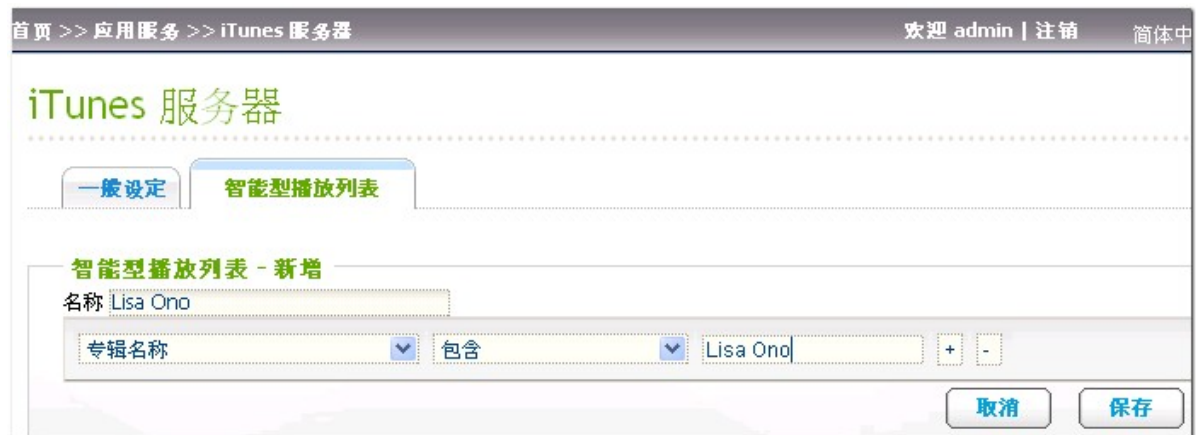 首页 >> 应用服务 >> iTunes 服务器 欢迎 admin | 注销 简体中
iTunes 服务器
一般设定 智能型播放列表
智能型播放列表 - 新增
名称 Lisa Ono
专辑名称 包含 Lisa Ono + -
取消 保存